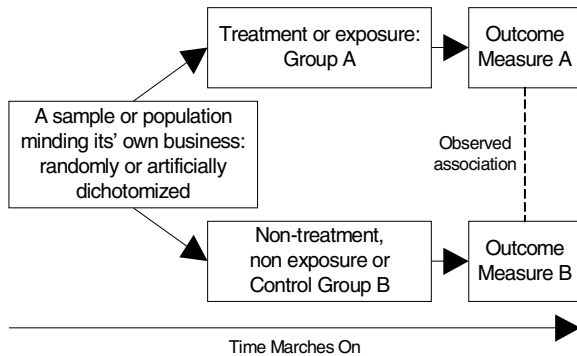 Treatment or exposure:
Group A
Outcome
Measure A
A sample or population
minding its' own business:
randomly or artificially
dichotomized
Observed
association
Non-treatment,
non exposure or
Control Group B
Outcome
Measure B
Time Marches On